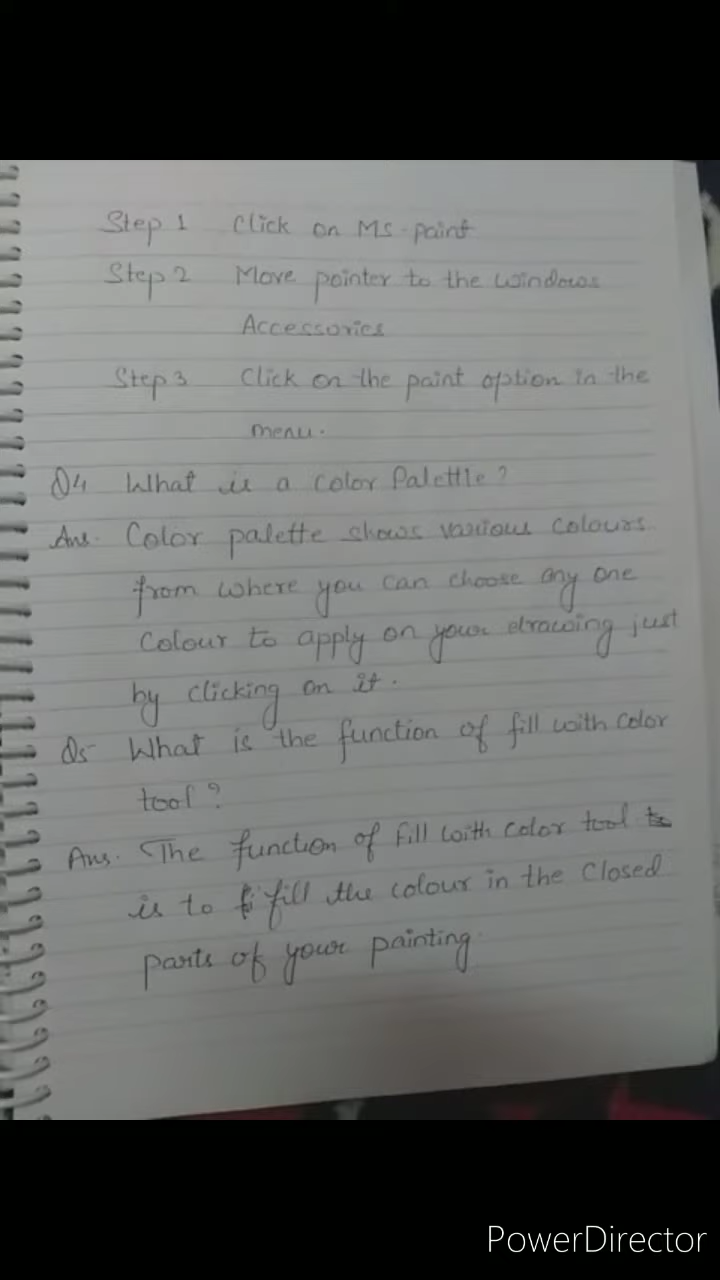 Step 1 Click on MS-paint
Step 2 Move pointer to the windows
Accessories
Step 3 Click on the paint option in the
menu.
Q4 What is a color Palettle?
Ans. Color palette shows various colours
from where you can choose any one
colour to apply on your drawing just
by clicking on it.
Q5 What is the function of fill with color
tool?
Ans. The function of fill with color tool
is to fill the colour in the closed
parts of your painting.
PowerDirector